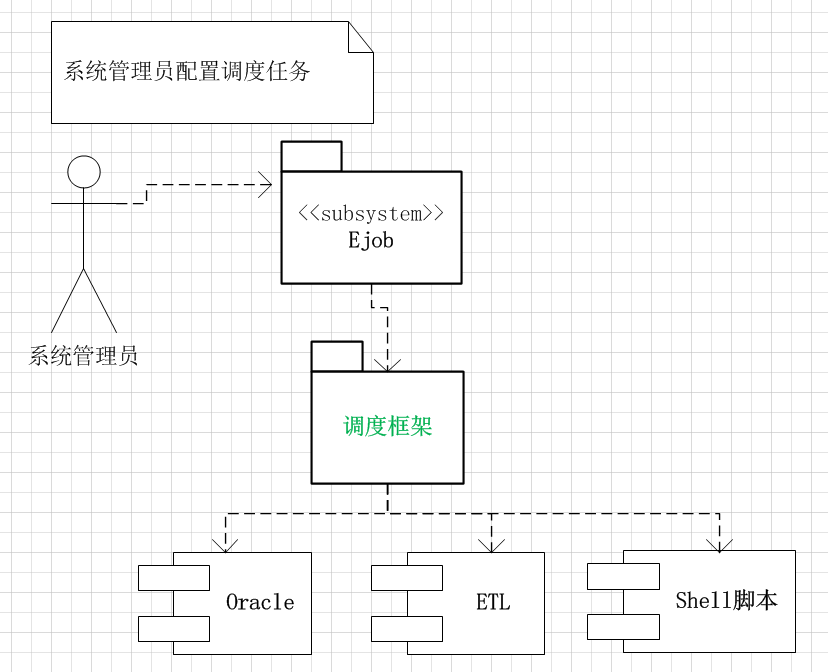 系统管理员配置调度任务
<<subsystem>>
Ejob
系统管理员
调度框架
Oracle
ETL
Shell脚本